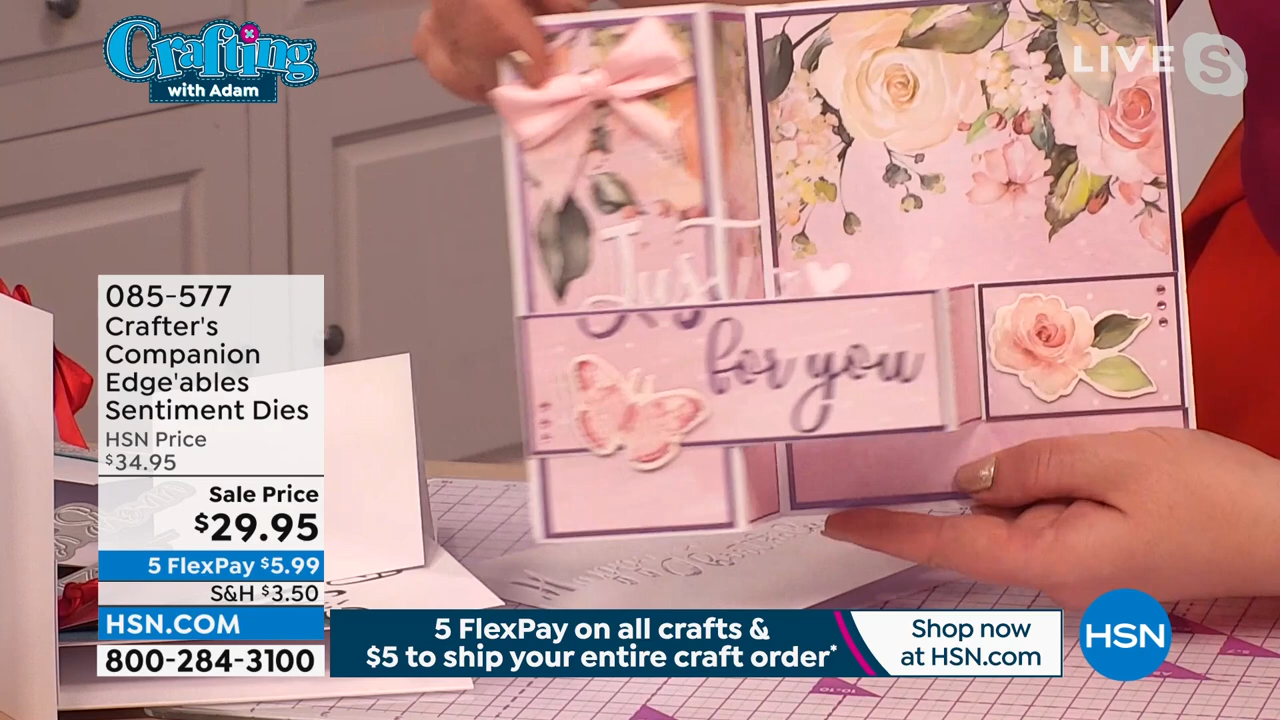 Crafting
with Adam
LIVE S
Just
for you
085-577
Crafter's
Companion
Edge'ables
Sentiment Dies
HSN Price
$34.95
Sale Price
$29.95
5 FlexPay $5.99
S&H $3.50
HSN.COM
800-284-3100
5 FlexPay on all crafts &
$5 to ship your entire craft order*
Shop now
at HSN.com
HSN